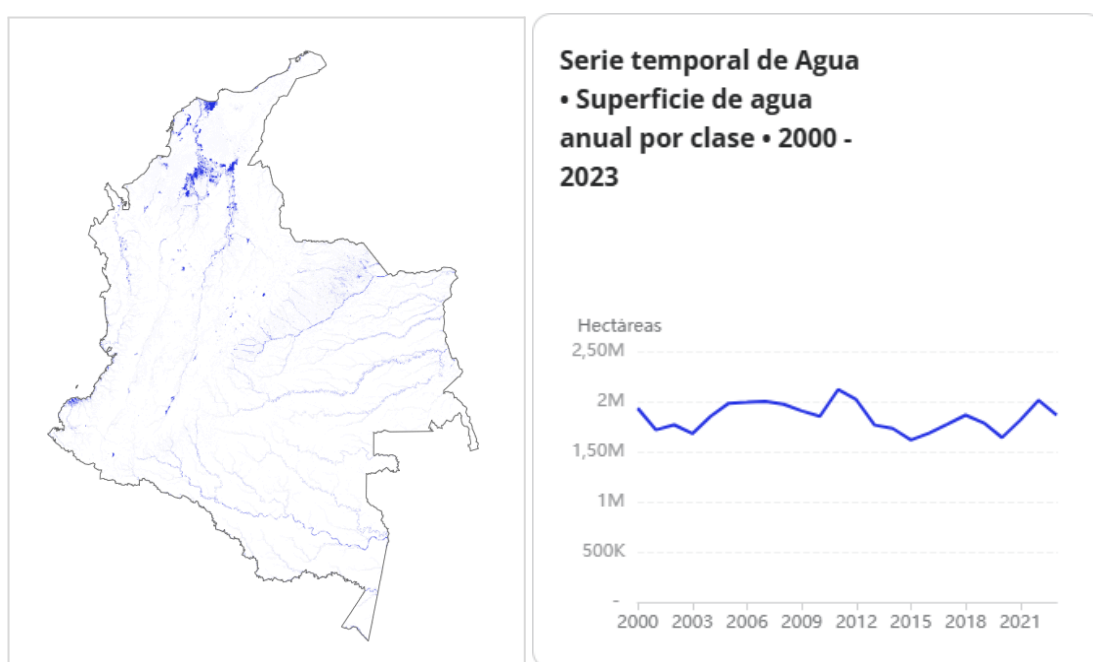 Serie temporal de Agua
• Superficie de agua
anual por clase • 2000 -
2023
Hectáreas
2,50M
2M
1,50M
1M
500K
-
2000 2003 2006 2009 2012 2015 2018 2021